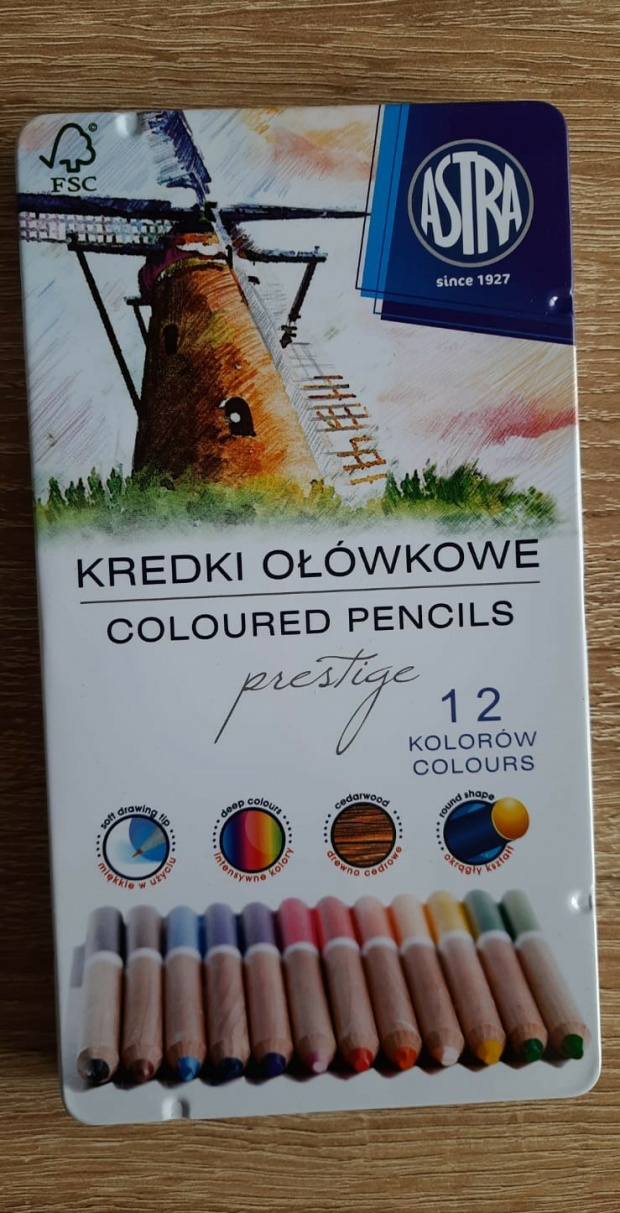 FSC
ASTRA
since 1927
KREDKI OŁÓWKOWE
COLOURED PENCILS
prestige
12
KOLORÓW
COLOURS
soft drawing tip
miękkie w użyciu
deep colours
intensywne kolory
cedarwood
drewno cedrowe
round shape
okrągły kształt